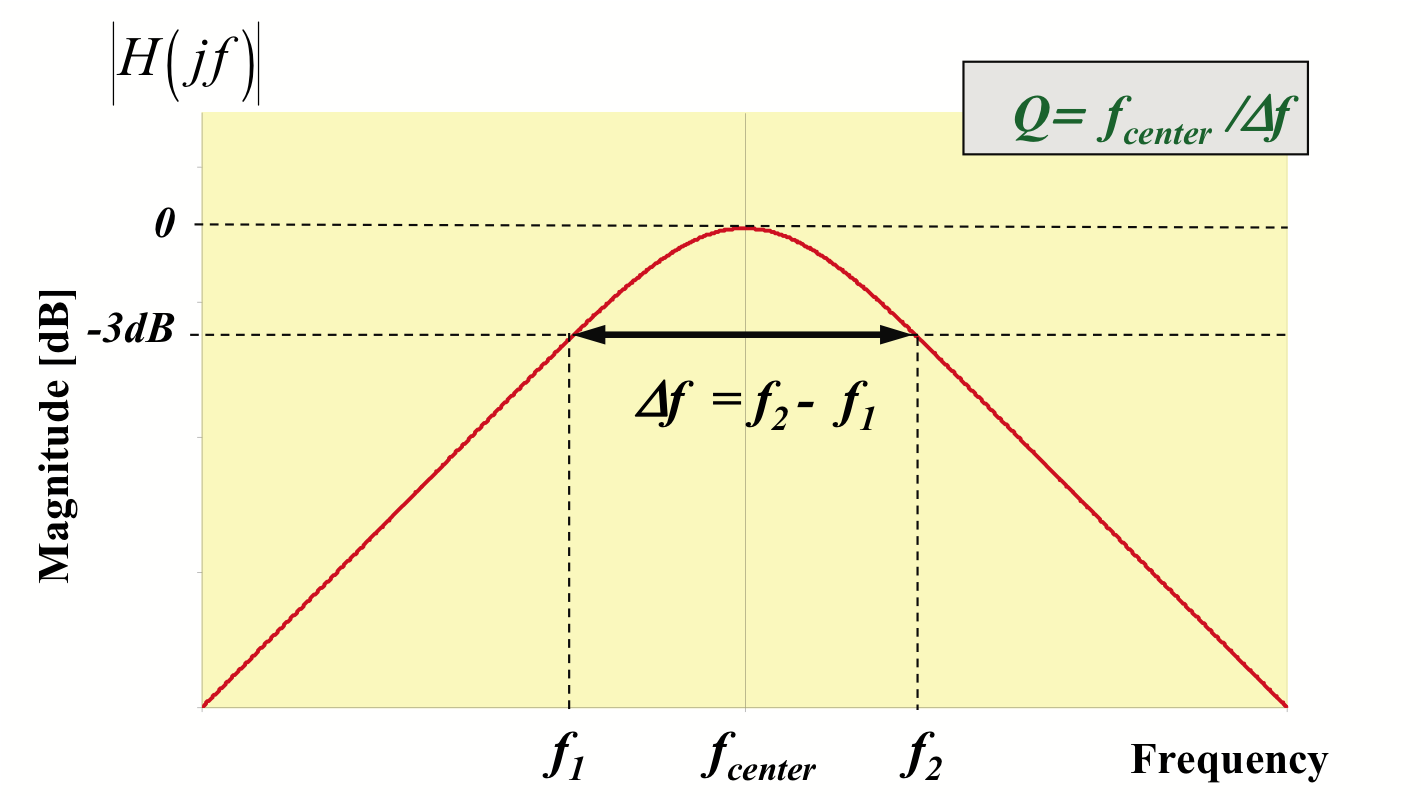 |H(jf)|
Q= f_center /Δf
0
-3dB
Magnitude [dB]
Δf = f_2 - f_1
f_1
f_center
f_2
Frequency